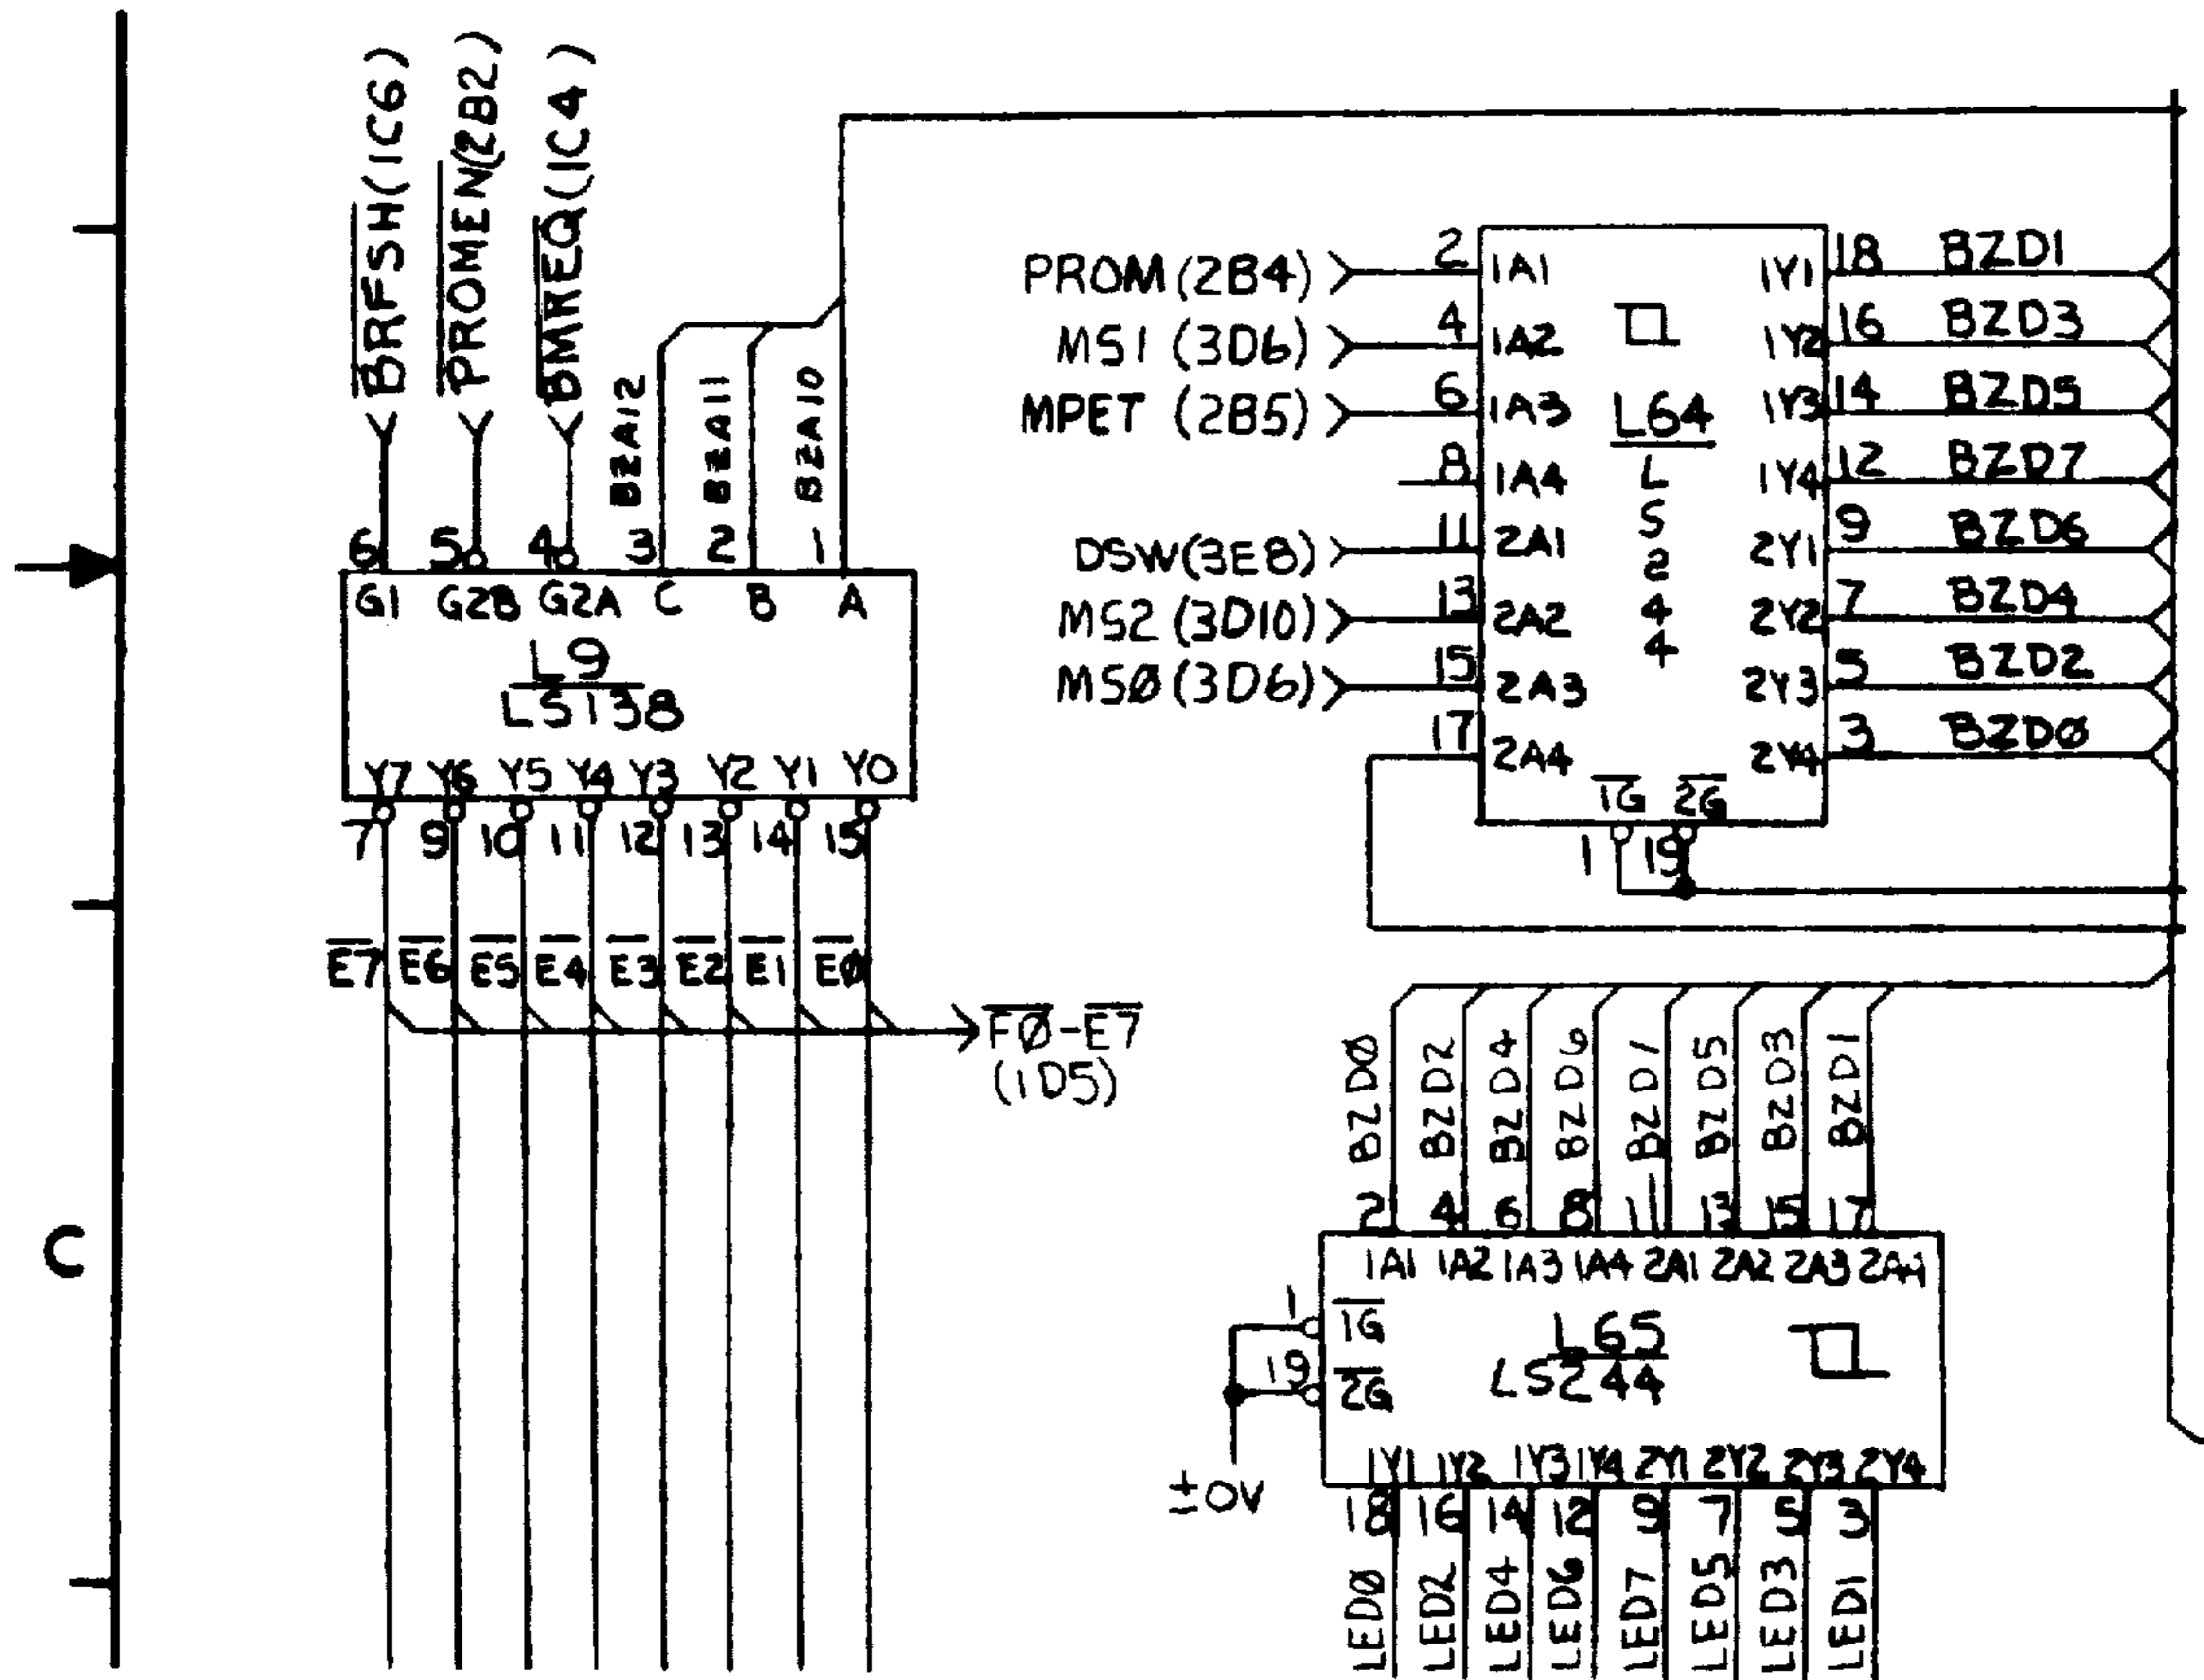 BRFSH(1C6)
PROMEN(2B2)
BMREQ(1C4)
BZA12
BZA11
BZA10
6 5 4 3 2 1
G1 G2B G2A C B A
L9
LS138
Y7 Y6 Y5 Y4 Y3 Y2 Y1 Y0
7 9 10 11 12 13 14 15
E7 E6 E5 E4 E3 E2 E1 EØ
FØ-E7
(1D5)
C
PROM(2B4) 2 1A1 1Y1 18 BZD1
MS1 (3D6) 4 1A2 1Y2 16 BZD3
MPET (2B5) 6 1A3 1Y3 14 BZD5
8 1A4 1Y4 12 BZD7
DSW(3E8) 11 2A1 2Y1 9 BZD6
MS2(3D10) 13 2A2 2Y2 7 BZD4
MSØ(3D6) 15 2A3 2Y3 5 BZD2
17 2A4 2Y4 3 BZDØ
L64
LS244
1G 2G
1 19
BZDØ BZD2 BZD4 BZD6 BZD1 BZD5 BZD3 BZD1
2 4 6 8 11 13 15 17
1A1 1A2 1A3 1A4 2A1 2A2 2A3 2A4
1 1G
19 2G
L65
LS244
±0V
1Y1 1Y2 1Y3 1Y4 2Y1 2Y2 2Y3 2Y4
18 16 14 12 9 7 5 3
LEDØ LED2 LED4 LED6 LED7 LED5 LED3 LED1